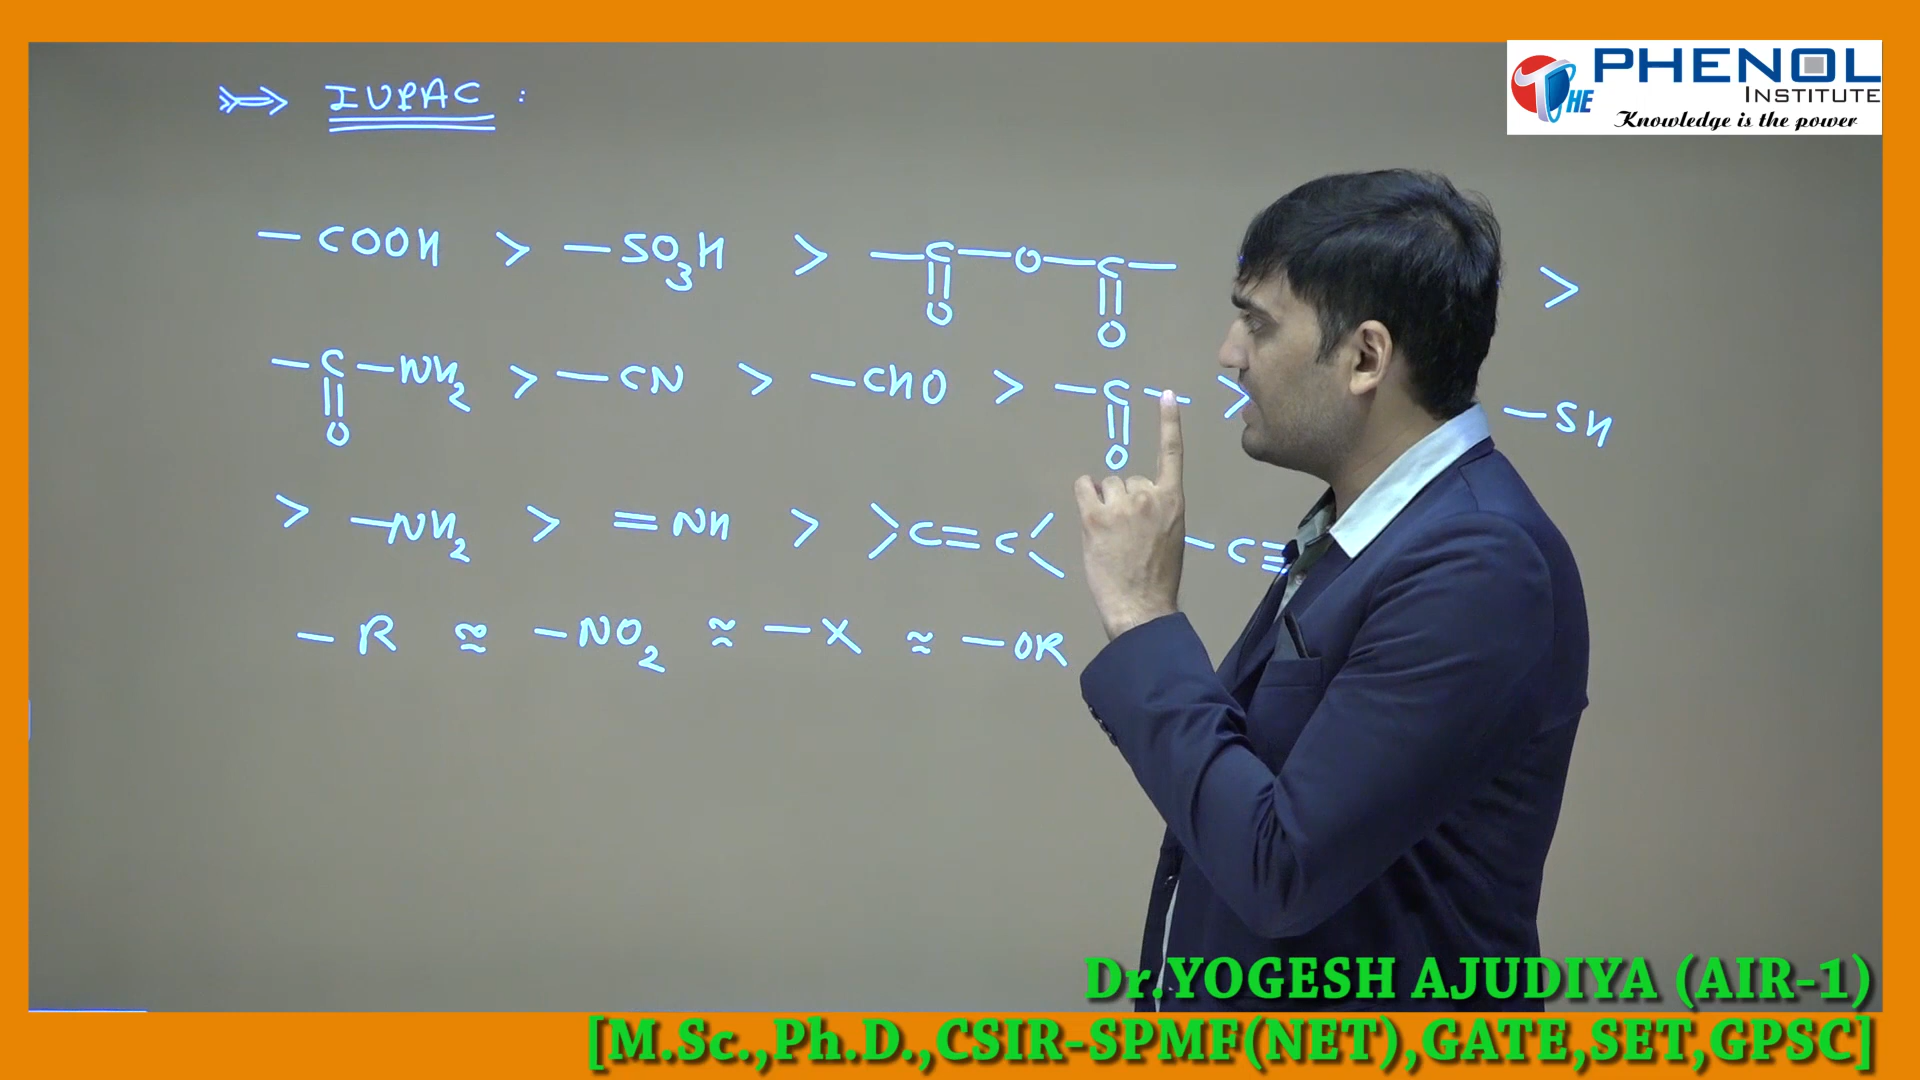 PHENOL
THE
INSTITUTE
Knowledge is the power
IUPAC :
-COOH > -SO3H > -C-O-C- >
O O
-C-NH2 > -CN > -CHO > -C- > -SH
O O
> -NH2 > =NH > >C=C< -C≡
-R ≈ -NO2 ≈ -X ≈ -OR
Dr.YOGESH AJUDIYA (AIR-1)
[M.Sc.,Ph.D.,CSIR-SPMF(NET),GATE,SET,GPSC]